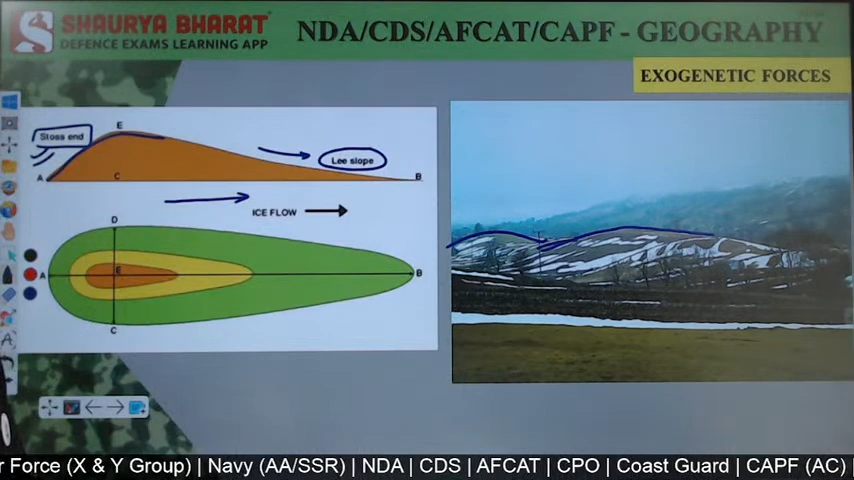 SHAURYA BHARAT
DEFENCE EXAMS LEARNING APP
NDA/CDS/AFCAT/CAPF - GEOGRAPHY
EXOGENETIC FORCES
Stoss end
E
Lee slope
A
C
B
ICE FLOW
D
A
E
B
C
r Force (X & Y Group) | Navy (AA/SSR) | NDA | CDS | AFCAT | CPO | Coast Guard | CAPF (AC) |